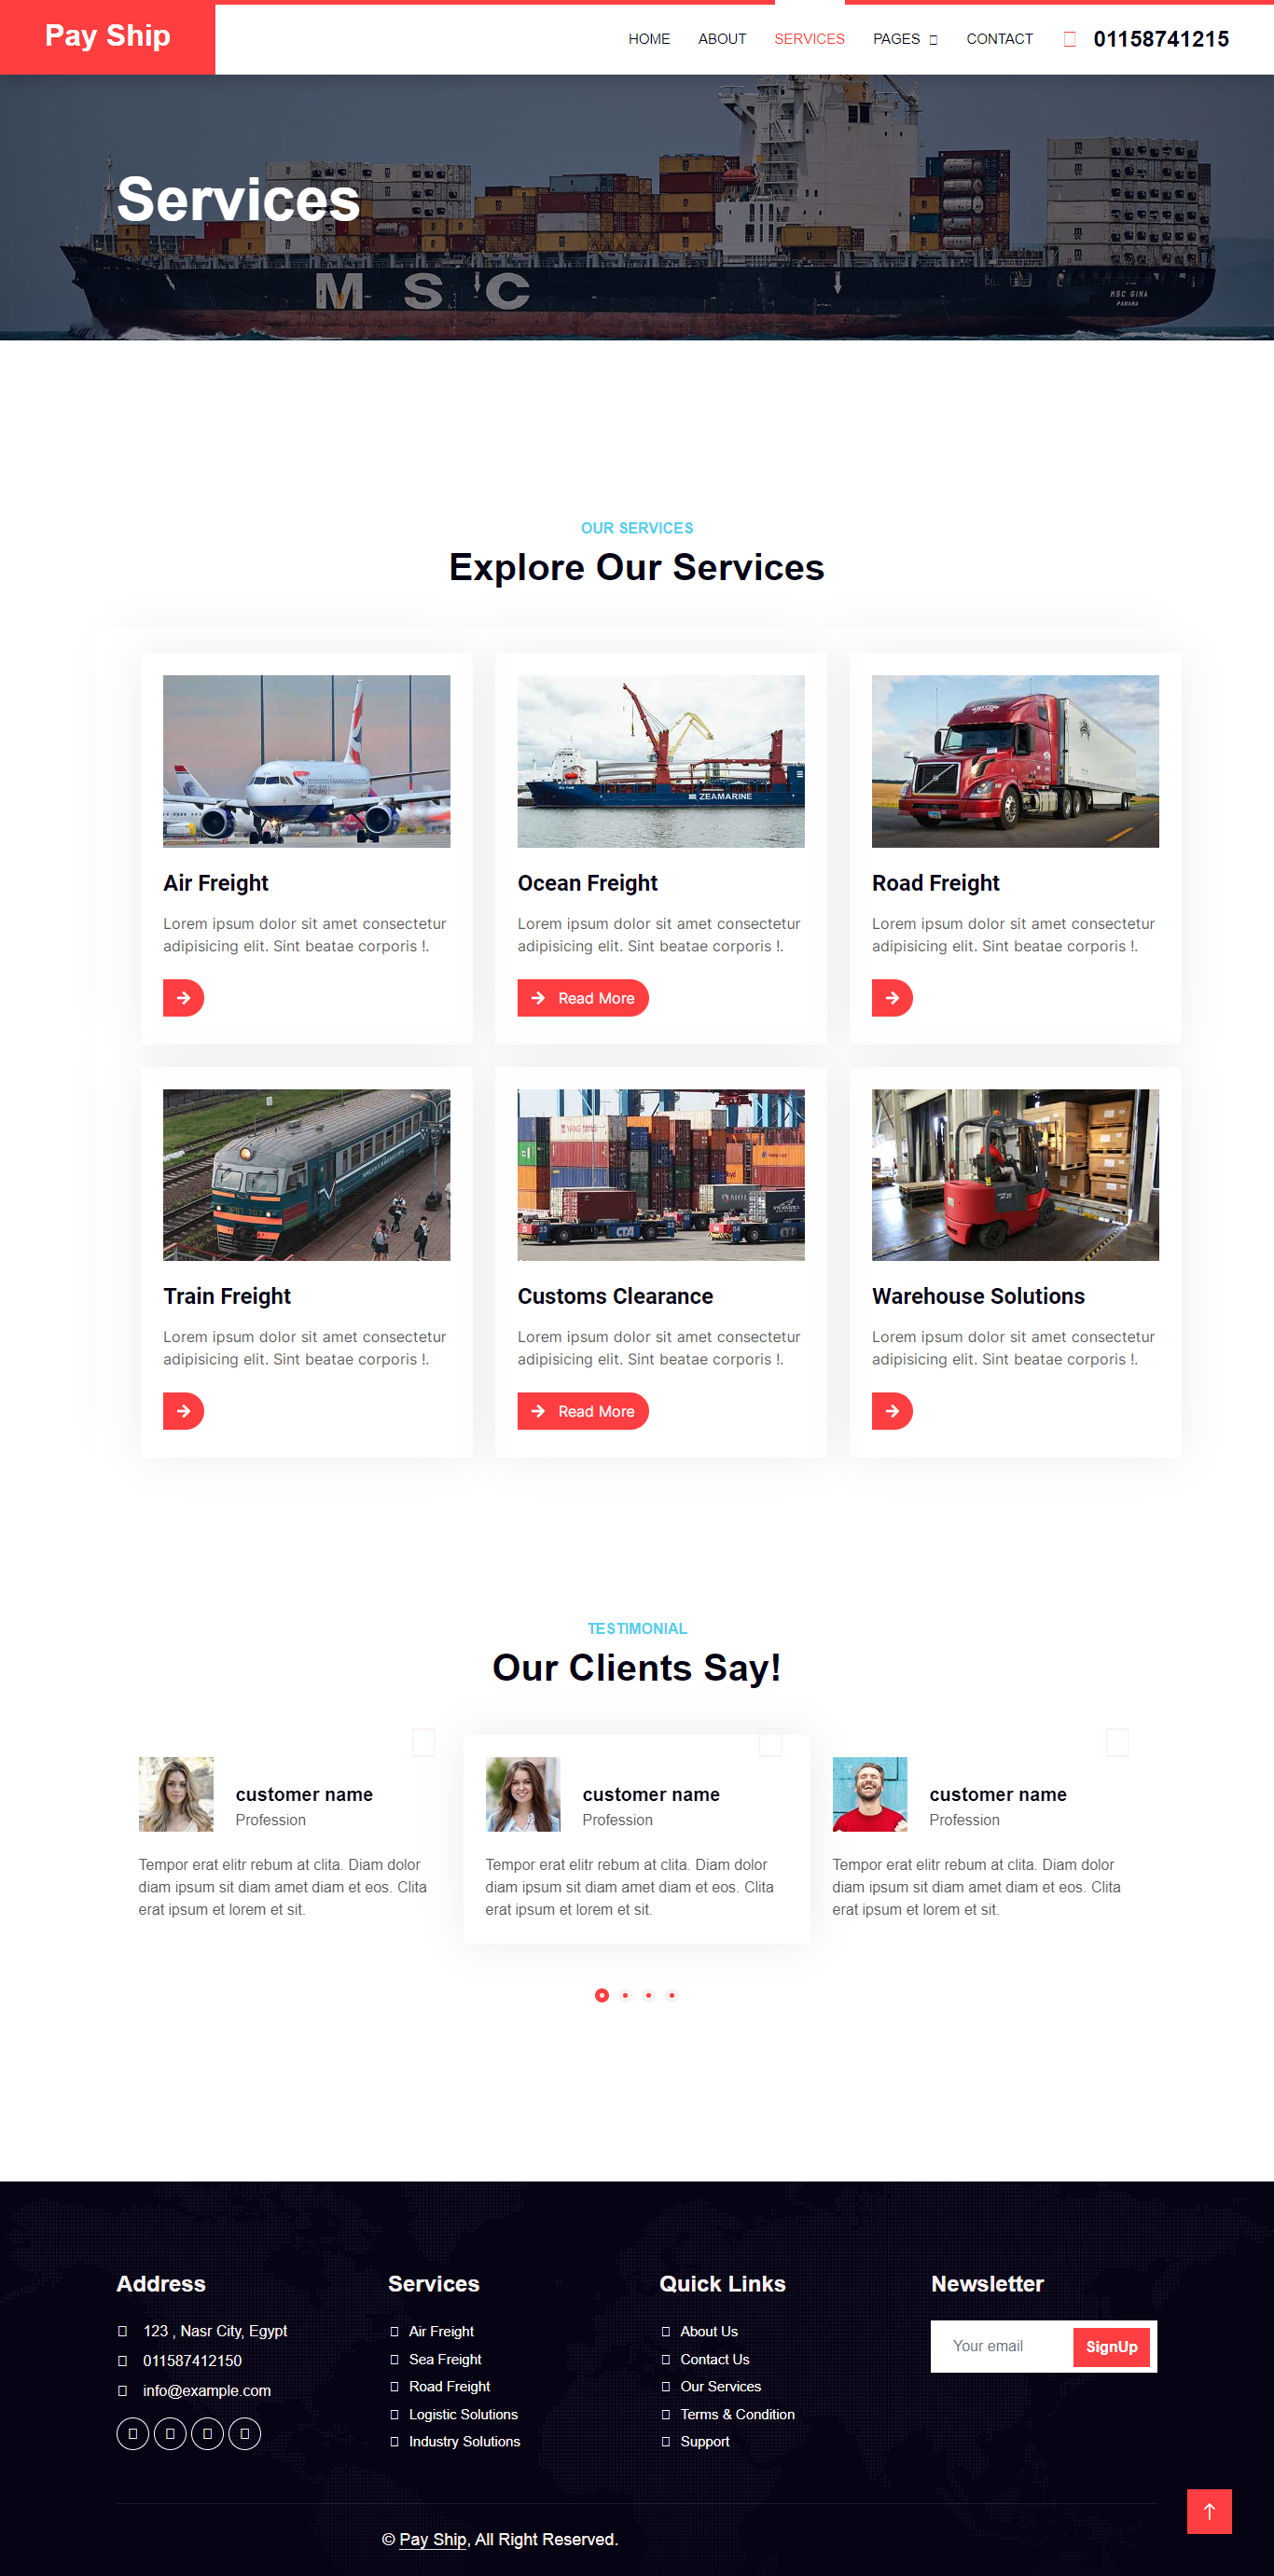 Pay Ship
HOME
ABOUT
SERVICES
PAGES
CONTACT
01158741215
Services
M S C
MSC GINA
PANAMA
OUR SERVICES
Explore Our Services
ZEAMARINE
Air Freight
Lorem ipsum dolor sit amet consectetur
adipisicing elit. Sint beatae corporis !.
Ocean Freight
Lorem ipsum dolor sit amet consectetur
adipisicing elit. Sint beatae corporis !.
Read More
Road Freight
Lorem ipsum dolor sit amet consectetur
adipisicing elit. Sint beatae corporis !.
CTA
Train Freight
Lorem ipsum dolor sit amet consectetur
adipisicing elit. Sint beatae corporis !.
Customs Clearance
Lorem ipsum dolor sit amet consectetur
adipisicing elit. Sint beatae corporis !.
Read More
Warehouse Solutions
Lorem ipsum dolor sit amet consectetur
adipisicing elit. Sint beatae corporis !.
TESTIMONIAL
Our Clients Say!
customer name
Profession
Tempor erat elitr rebum at clita. Diam dolor
diam ipsum sit diam amet diam et eos. Clita
erat ipsum et lorem et sit.
customer name
Profession
Tempor erat elitr rebum at clita. Diam dolor
diam ipsum sit diam amet diam et eos. Clita
erat ipsum et lorem et sit.
customer name
Profession
Tempor erat elitr rebum at clita. Diam dolor
diam ipsum sit diam amet diam et eos. Clita
erat ipsum et lorem et sit.
Address
123 , Nasr City, Egypt
011587412150
info@example.com
Services
Air Freight
Sea Freight
Road Freight
Logistic Solutions
Industry Solutions
Quick Links
About Us
Contact Us
Our Services
Terms & Condition
Support
Newsletter
Your email
SignUp
© Pay Ship, All Right Reserved.